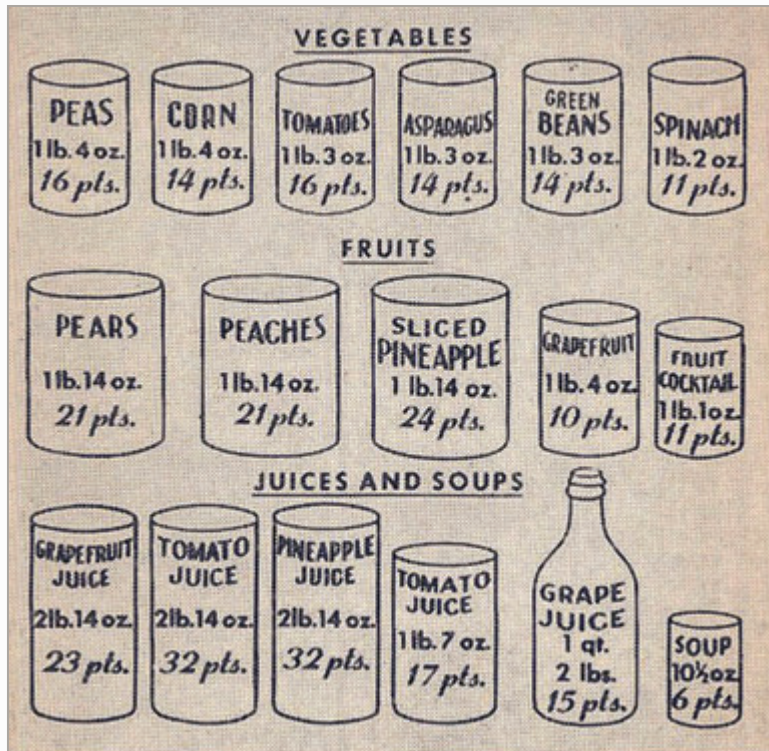 VEGETABLES
PEAS
1 lb. 4 oz.
16 pts.
CORN
1 lb. 4 oz.
14 pts.
TOMATOES
1 lb. 3 oz.
16 pts.
ASPARAGUS
1 lb. 3 oz.
14 pts.
GREEN
BEANS
1 lb. 3 oz.
14 pts.
SPINACH
1 lb. 2 oz.
11 pts.
FRUITS
PEARS
1 lb. 14 oz.
21 pts.
PEACHES
1 lb. 14 oz.
21 pts.
SLICED
PINEAPPLE
1 lb. 14 oz.
24 pts.
GRAPEFRUIT
1 lb. 4 oz.
10 pts.
FRUIT
COCKTAIL
1 lb. 1 oz.
11 pts.
JUICES AND SOUPS
GRAPEFRUIT
JUICE
2 lb. 14 oz.
23 pts.
TOMATO
JUICE
2 lb. 14 oz.
32 pts.
PINEAPPLE
JUICE
2 lb. 14 oz.
32 pts.
TOMATO
JUICE
1 lb. 7 oz.
17 pts.
GRAPE
JUICE
1 qt.
2 lbs.
15 pts.
SOUP
10½ oz.
6 pts.